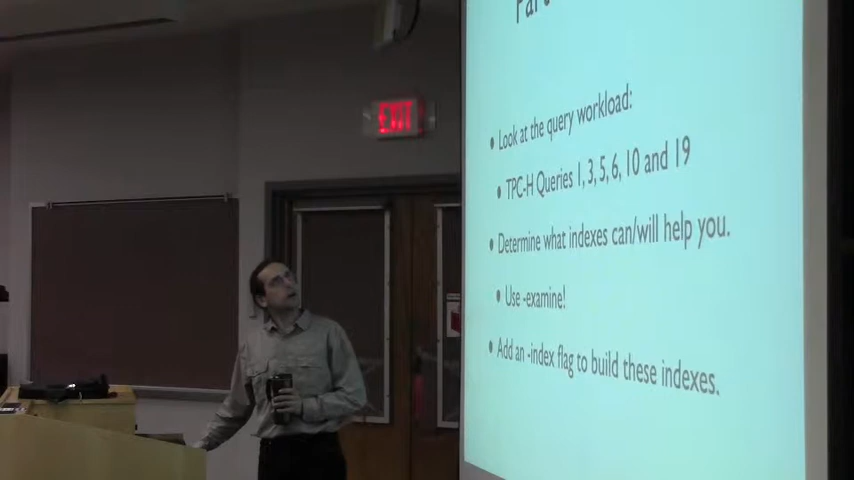 EXIT
• Look at the query workload:
• TPC-H Queries 1, 3, 5, 6, 10 and 19
• Determine what indexes can/will help you.
• Use -examine!
• Add an -index flag to build these indexes.